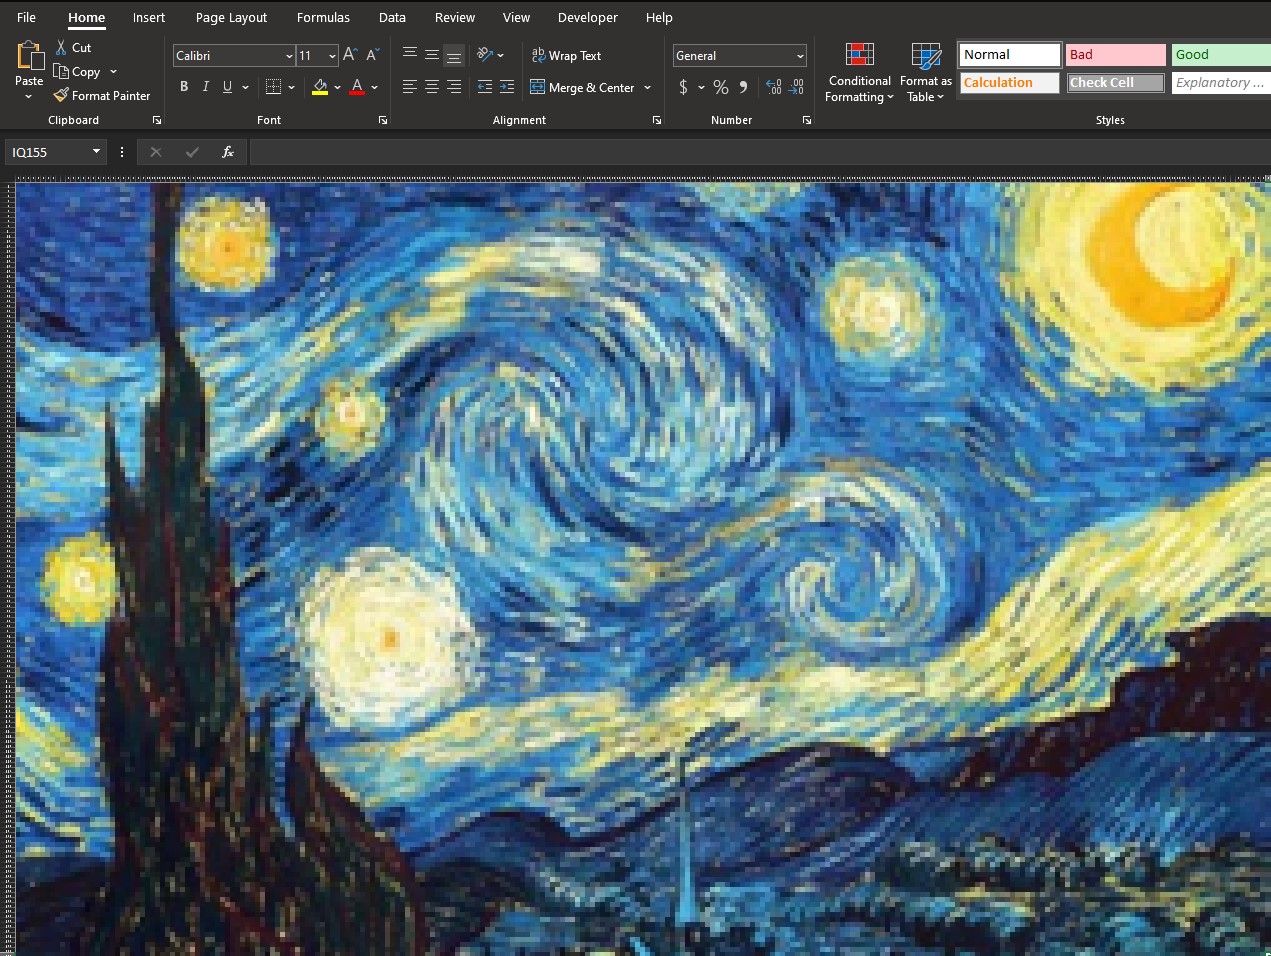 File Home Insert Page Layout Formulas Data Review View Developer Help
Paste
Cut
Copy
Format Painter
Clipboard
Calibri 11 A A
B I U A
Font
Wrap Text
Merge & Center
Alignment
General
$ % 9
Number
Conditional
Formatting
Format as
Table
Normal Bad Good
Calculation Check Cell Explanatory ...
Styles
IQ155 fx